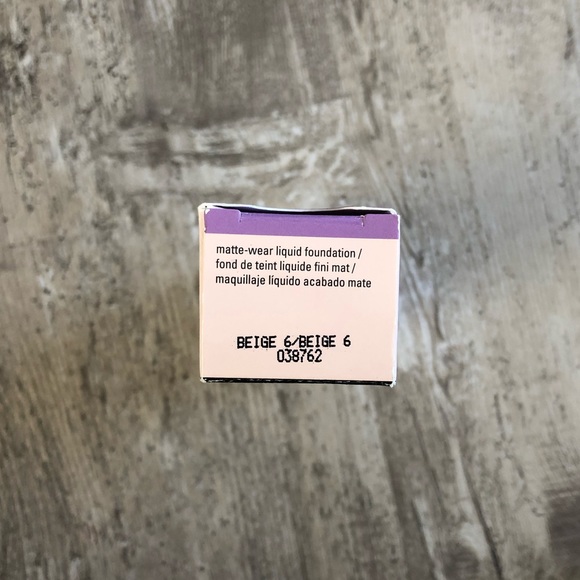 matte-wear liquid foundation /
fond de teint liquide fini mat /
maquillaje líquido acabado mate
BEIGE 6/BEIGE 6
038762